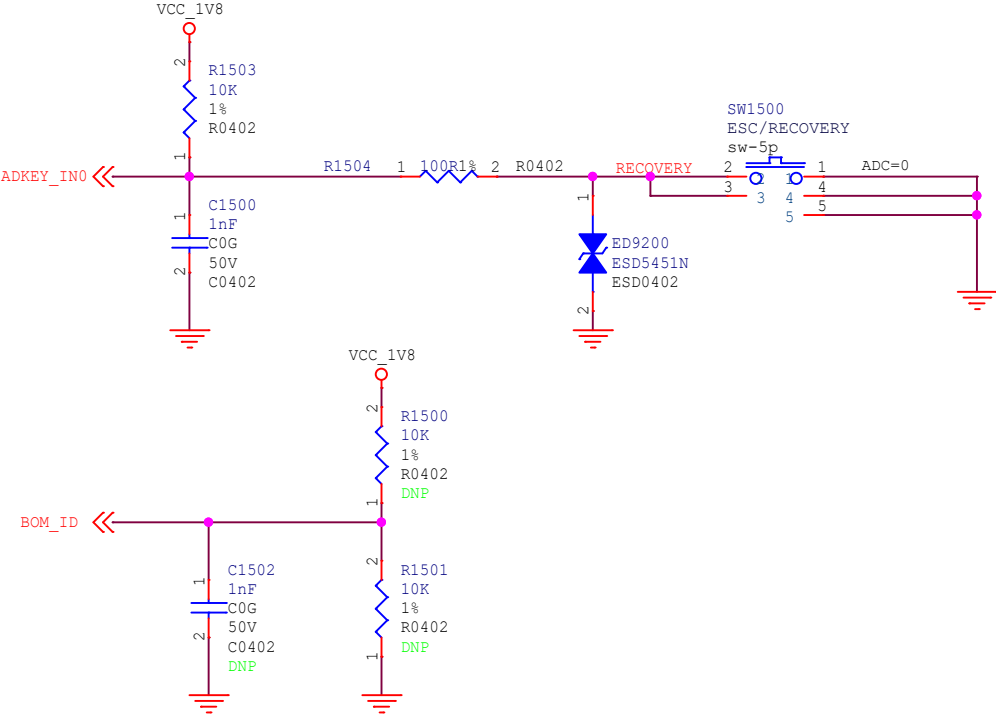 VCC_1V8
2
R1503
10K
1%
R0402
1
ADKEY_IN0
R1504
1
100R1%
2
R0402
RECOVERY
SW1500
ESC/RECOVERY
sw-5p
2
1
ADC=0
2
1
3
4
3
4
5
5
C1500
1
1nF
C0G
2
50V
C0402
1
ED9200
ESD5451N
ESD0402
2
VCC_1V8
2
R1500
10K
1%
R0402
DNP
1
BOM_ID
C1502
1
1nF
C0G
50V
2
C0402
DNP
2
R1501
10K
1%
R0402
DNP
1